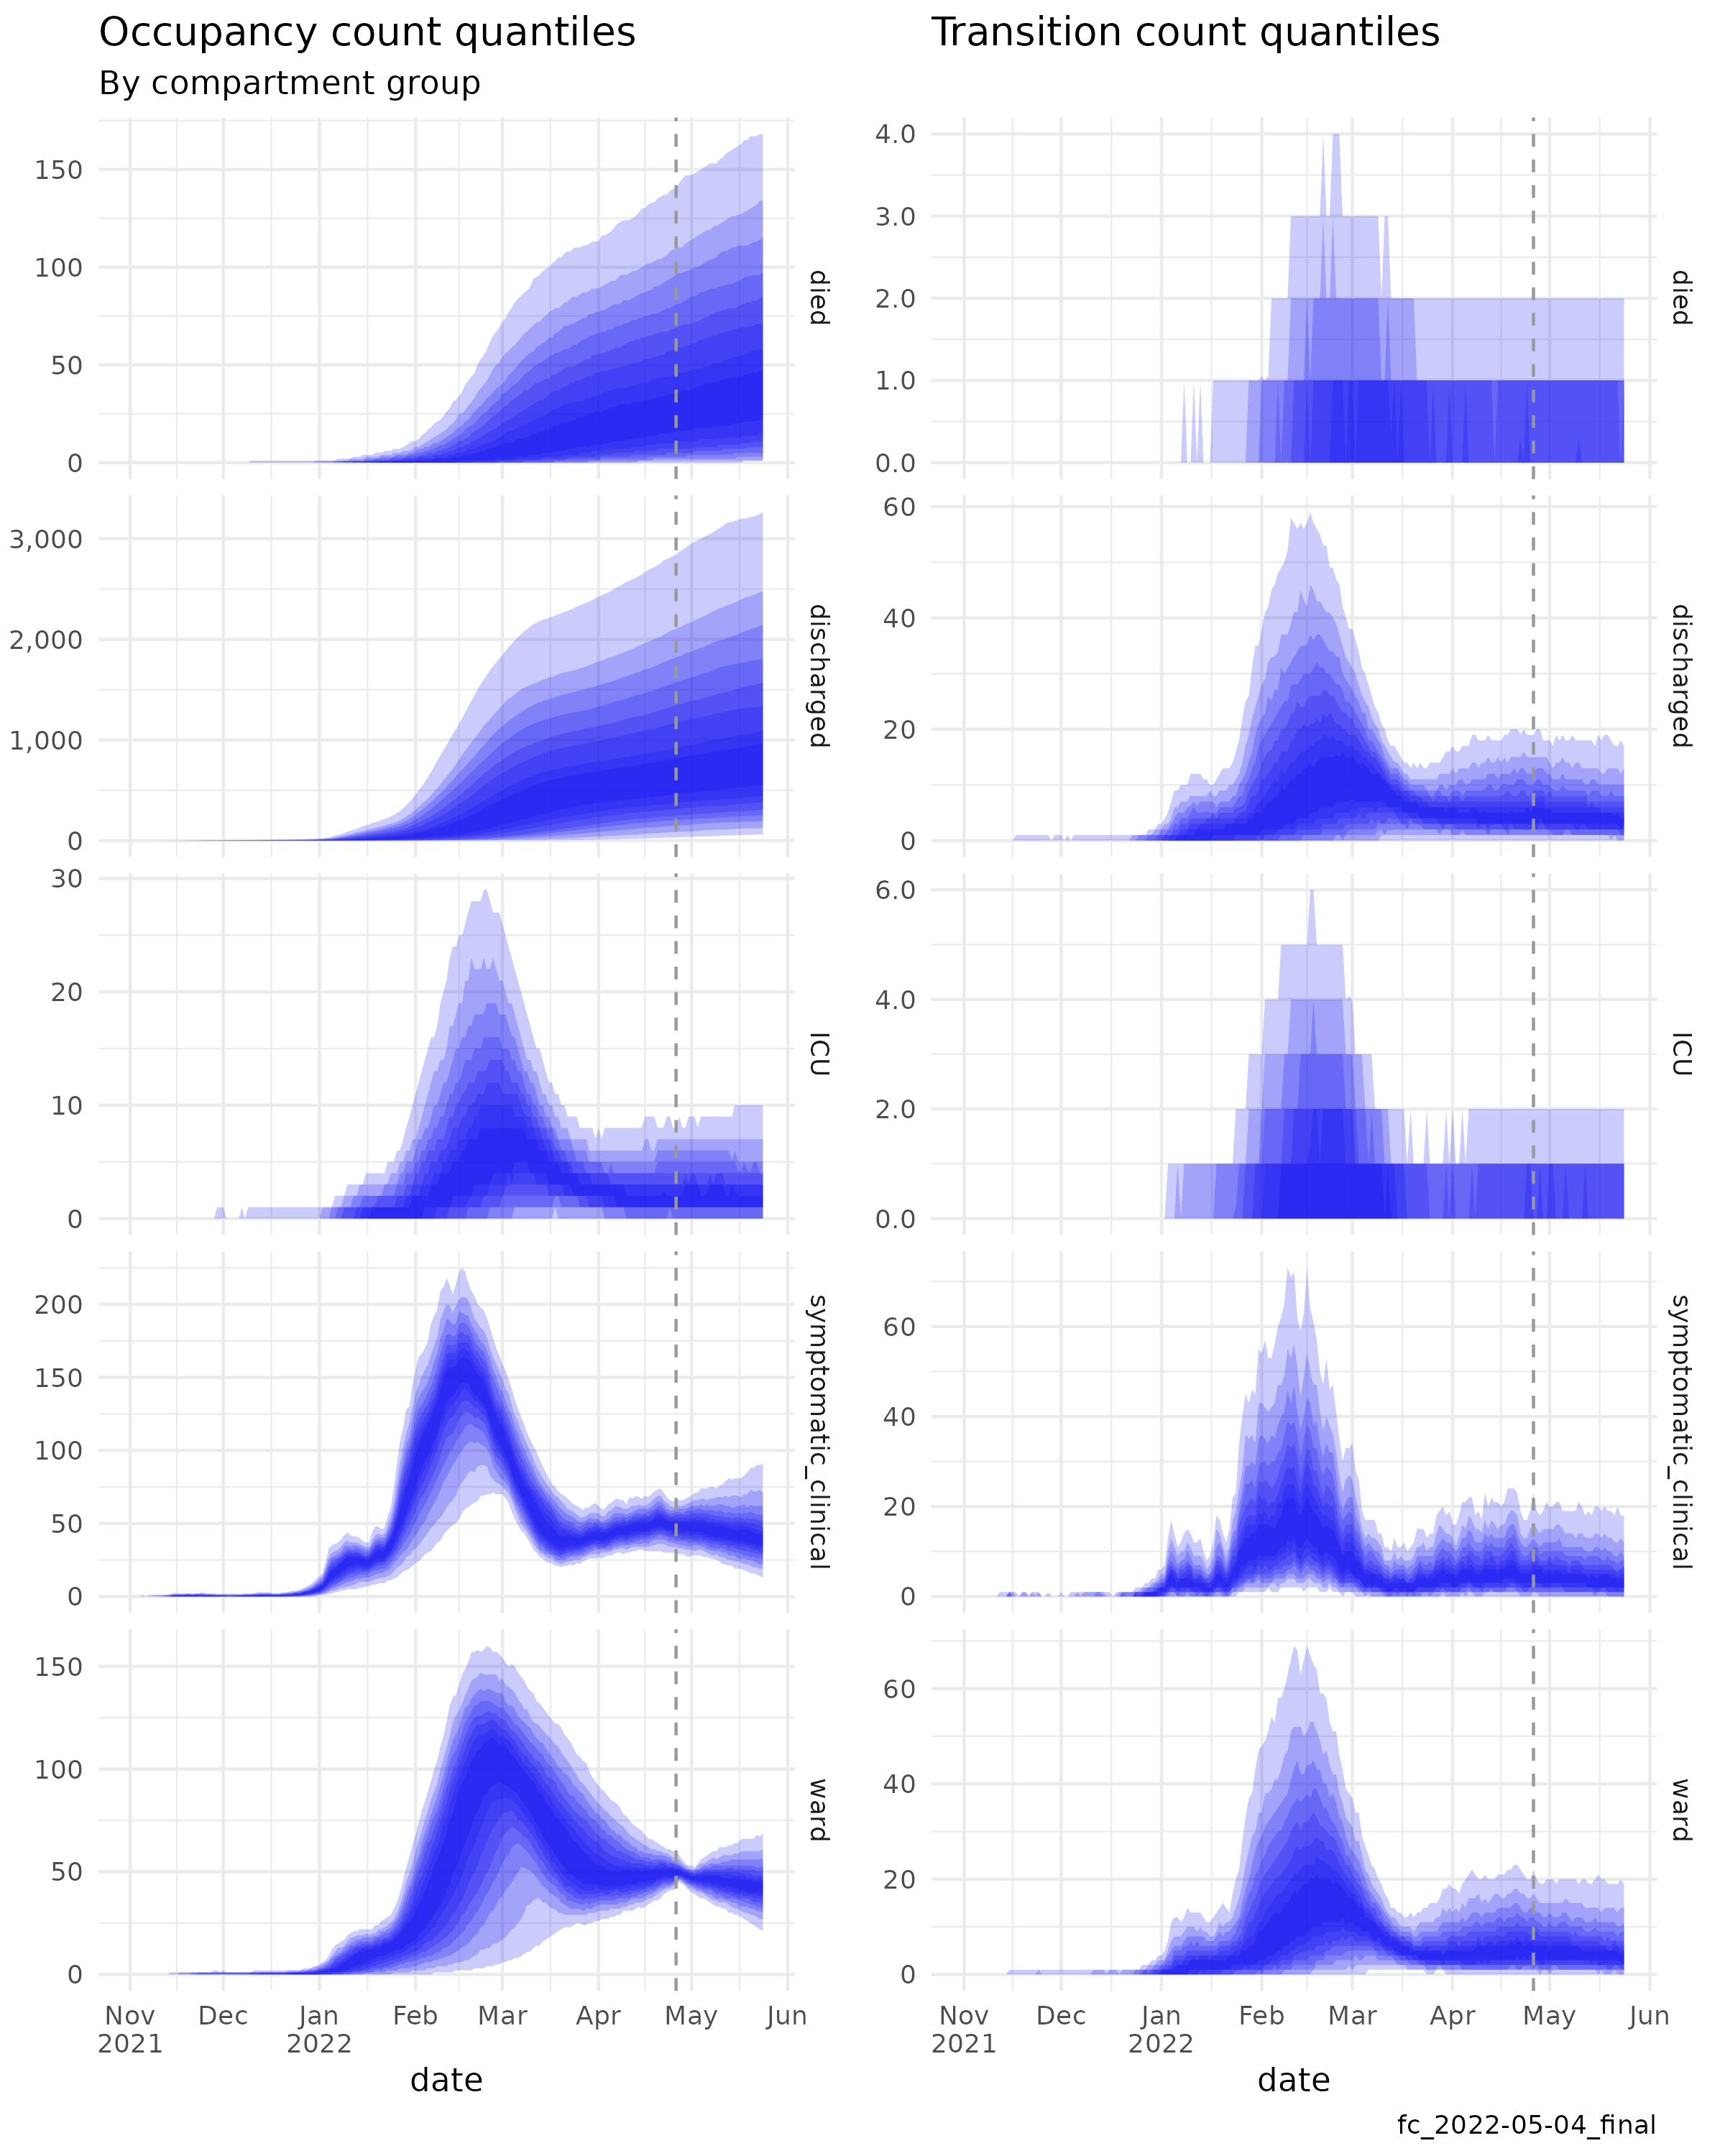 Occupancy count quantiles
By compartment group
150
100
50
0
died
3,000
2,000
1,000
0
discharged
30
20
10
0
ICU
200
150
100
50
0
symptomatic_clinical
150
100
50
0
ward
Nov Dec Jan Feb Mar Apr May Jun
2021 2022
date
Transition count quantiles
4.0
3.0
2.0
1.0
0.0
died
60
40
20
0
discharged
6.0
4.0
2.0
0.0
ICU
60
40
20
0
symptomatic_clinical
60
40
20
0
ward
Nov Dec Jan Feb Mar Apr May Jun
2021 2022
date
fc_2022-05-04_final